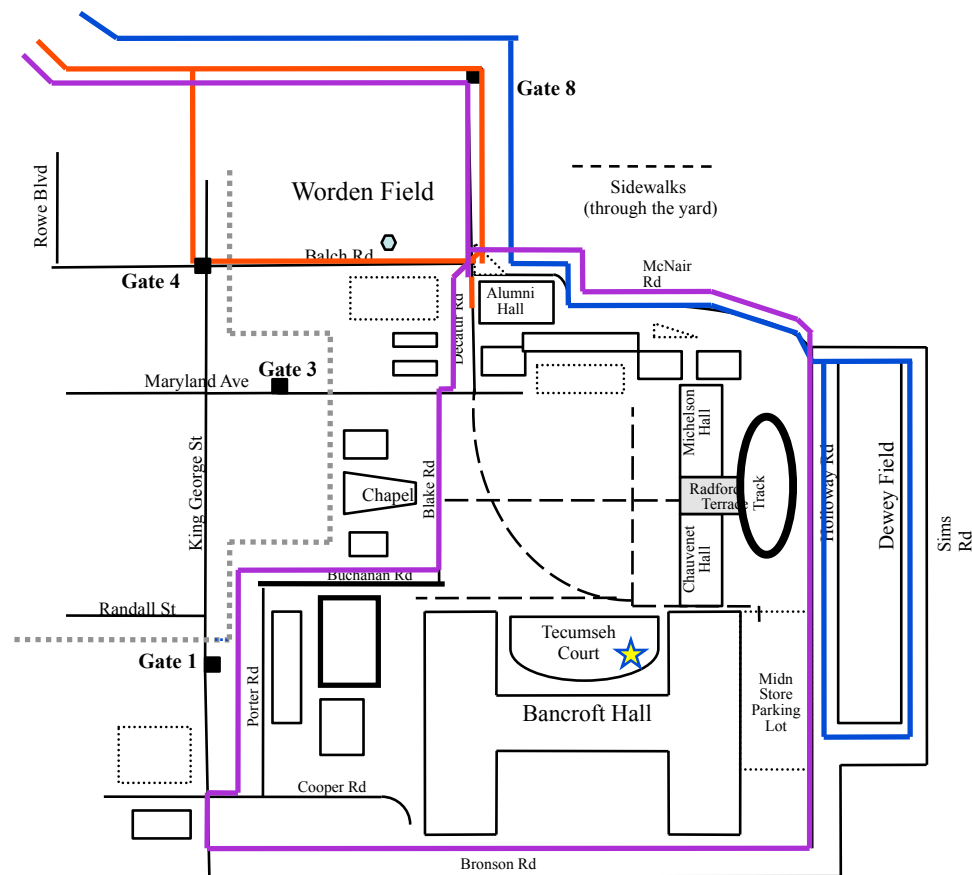 Gate 8
Rowe Blvd
Worden Field
Sidewalks
(through the yard)
Balch Rd
Gate 4
McNair
Rd
Alumni
Hall
Decatur Rd
Gate 3
Maryland Ave
King George St
Chapel
Blake Rd
Michelson
Hall
Radford
Terrace
Track
Chauvenet
Hall
Holloway Rd
Dewey Field
Sims
Rd
Buchanan Rd
Randall St
Gate 1
Porter Rd
Tecumseh
Court
Bancroft Hall
Midn
Store
Parking
Lot
Cooper Rd
Bronson Rd